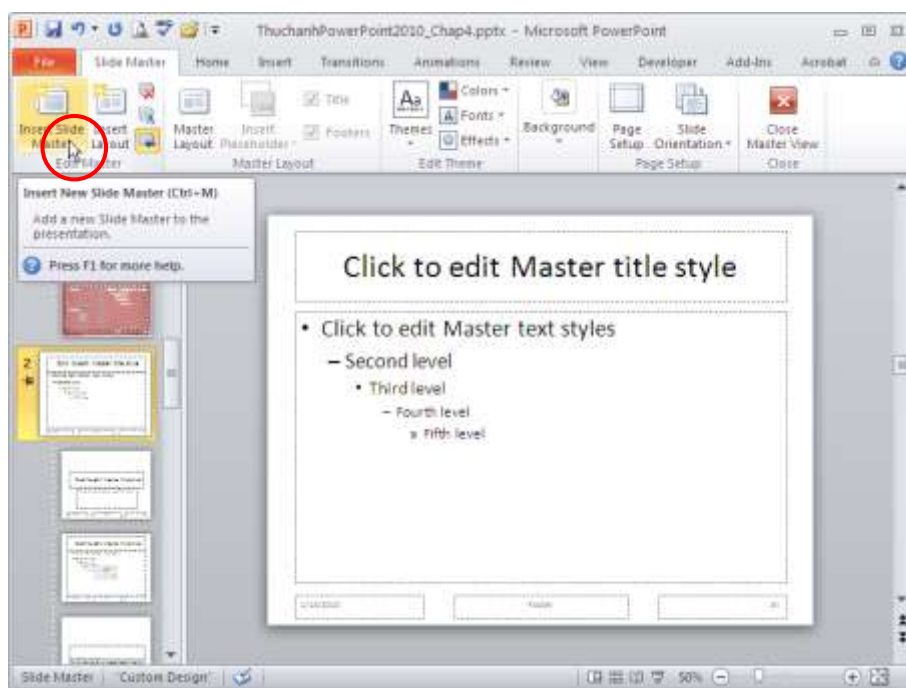 ThuchanhPowerPoint2010_Chap4.pptx - Microsoft PowerPoint
File Slide Master Home Insert Transitions Animations Review View Developer Add-Ins Acrobat
Insert Slide Master
Insert Layout
Edit Master
Master Layout
Insert Placeholder
Title
Footers
Master Layout
Themes
Colors
Fonts
Effects
Edit Theme
Background
Page Setup
Slide Orientation
Page Setup
Close Master View
Close
Insert New Slide Master (Ctrl+M)
Add a new Slide Master to the
presentation.
Press F1 for more help.
2
Click to edit Master title style
• Click to edit Master text styles
– Second level
• Third level
– Fourth level
» Fifth level
Footer
Slide Master "Custom Design" 50%